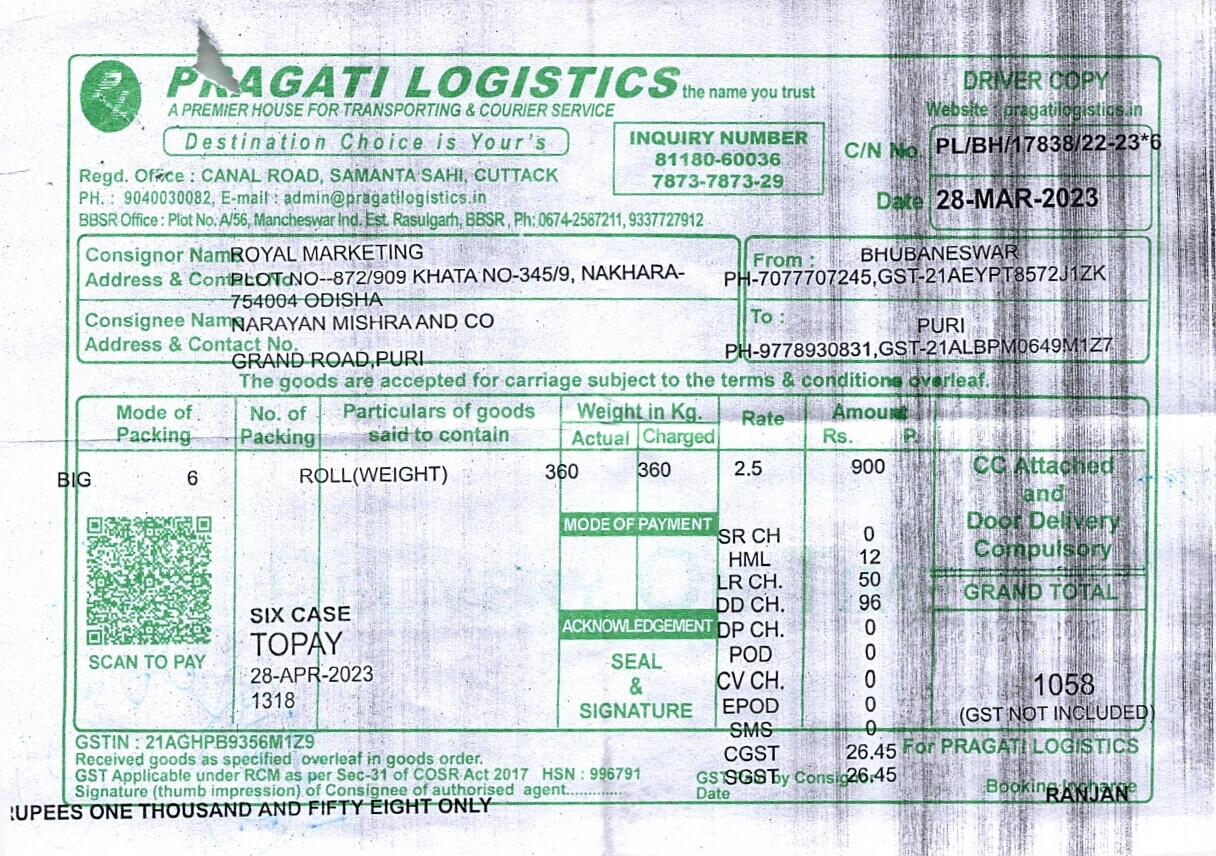 PRAGATI LOGISTICS the name you trust
A PREMIER HOUSE FOR TRANSPORTING & COURIER SERVICE
Destination Choice is Your's
Regd. Office : CANAL ROAD, SAMANTA SAHI, CUTTACK
PH. : 9040030082, E-mail : admin@pragatilogistics.in
BBSR Office : Plot No. A/56, Mancheswar Ind. Est. Rasulgarh, BBSR, Ph: 0674-2587211, 9337727912
INQUIRY NUMBER
81180-60036
7873-7873-29
DRIVER COPY
Website : pragatilogistics.in
C/N No. PL/BH/17838/22-23*6
Date 28-MAR-2023
Consignor Name ROYAL MARKETING
Address & Contact No. PLOT NO--872/909 KHATA NO-345/9, NAKHARA-
754004 ODISHA
From : BHUBANESWAR
PH-7077707245,GST-21AEYPT8572J1ZK
Consignee Name NARAYAN MISHRA AND CO
Address & Contact No.
GRAND ROAD,PURI
To : PURI
PH-9778930831,GST-21ALBPM0649M1Z7
The goods are accepted for carriage subject to the terms & conditions overleaf.
Mode of Packing No. of Packing Particulars of goods said to contain Weight in Kg. Actual Charged Rate Amount Rs. P.
BIG 6 ROLL(WEIGHT) 360 360 2.5 900
CC Attached
and
Door Delivery
Compulsory
GRAND TOTAL
1058
(GST NOT INCLUDED)
MODE OF PAYMENT
ACKNOWLEDGEMENT
SEAL
&
SIGNATURE
SR CH 0
HML 12
LR CH. 50
DD CH. 96
DP CH. 0
POD 0
CV CH. 0
EPOD 0
SMS 0
CGST 26.45
SGST 26.45
SCAN TO PAY
SIX CASE
TOPAY
28-APR-2023
1318
GSTIN : 21AGHPB9356M1Z9
Received goods as specified overleaf in goods order.
GST Applicable under RCM as per Sec-31 of COSR Act 2017 HSN : 996791
Signature (thumb impression) of Consignee of authorised agent.............
GST by Consig
Date
For PRAGATI LOGISTICS
Booking Incharge
RANJAN
RUPEES ONE THOUSAND AND FIFTY EIGHT ONLY